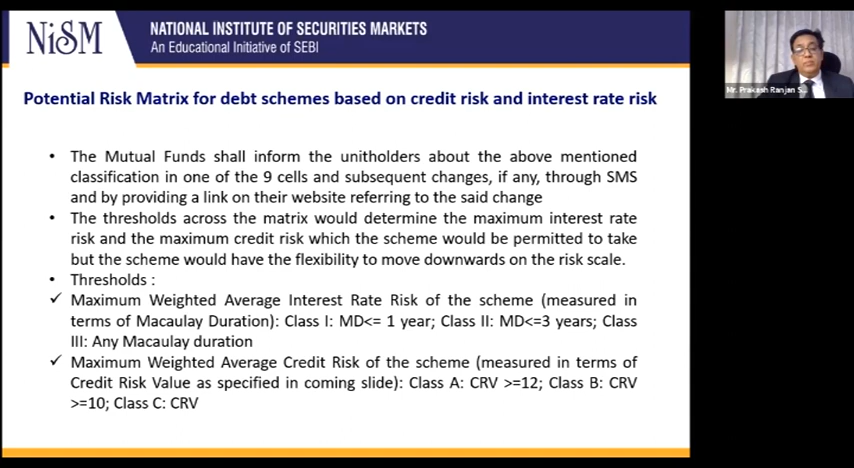 NiSM
NATIONAL INSTITUTE OF SECURITIES MARKETS
An Educational Initiative of SEBI
Potential Risk Matrix for debt schemes based on credit risk and interest rate risk
• The Mutual Funds shall inform the unitholders about the above mentioned
classification in one of the 9 cells and subsequent changes, if any, through SMS
and by providing a link on their website referring to the said change
• The thresholds across the matrix would determine the maximum interest rate
risk and the maximum credit risk which the scheme would be permitted to take
but the scheme would have the flexibility to move downwards on the risk scale.
• Thresholds :
✓ Maximum Weighted Average Interest Rate Risk of the scheme (measured in
terms of Macaulay Duration): Class I: MD<= 1 year; Class II: MD<=3 years; Class
III: Any Macaulay duration
✓ Maximum Weighted Average Credit Risk of the scheme (measured in terms of
Credit Risk Value as specified in coming slide): Class A: CRV >=12; Class B: CRV
>=10; Class C: CRV
Mr. Prakash Ranjan S...